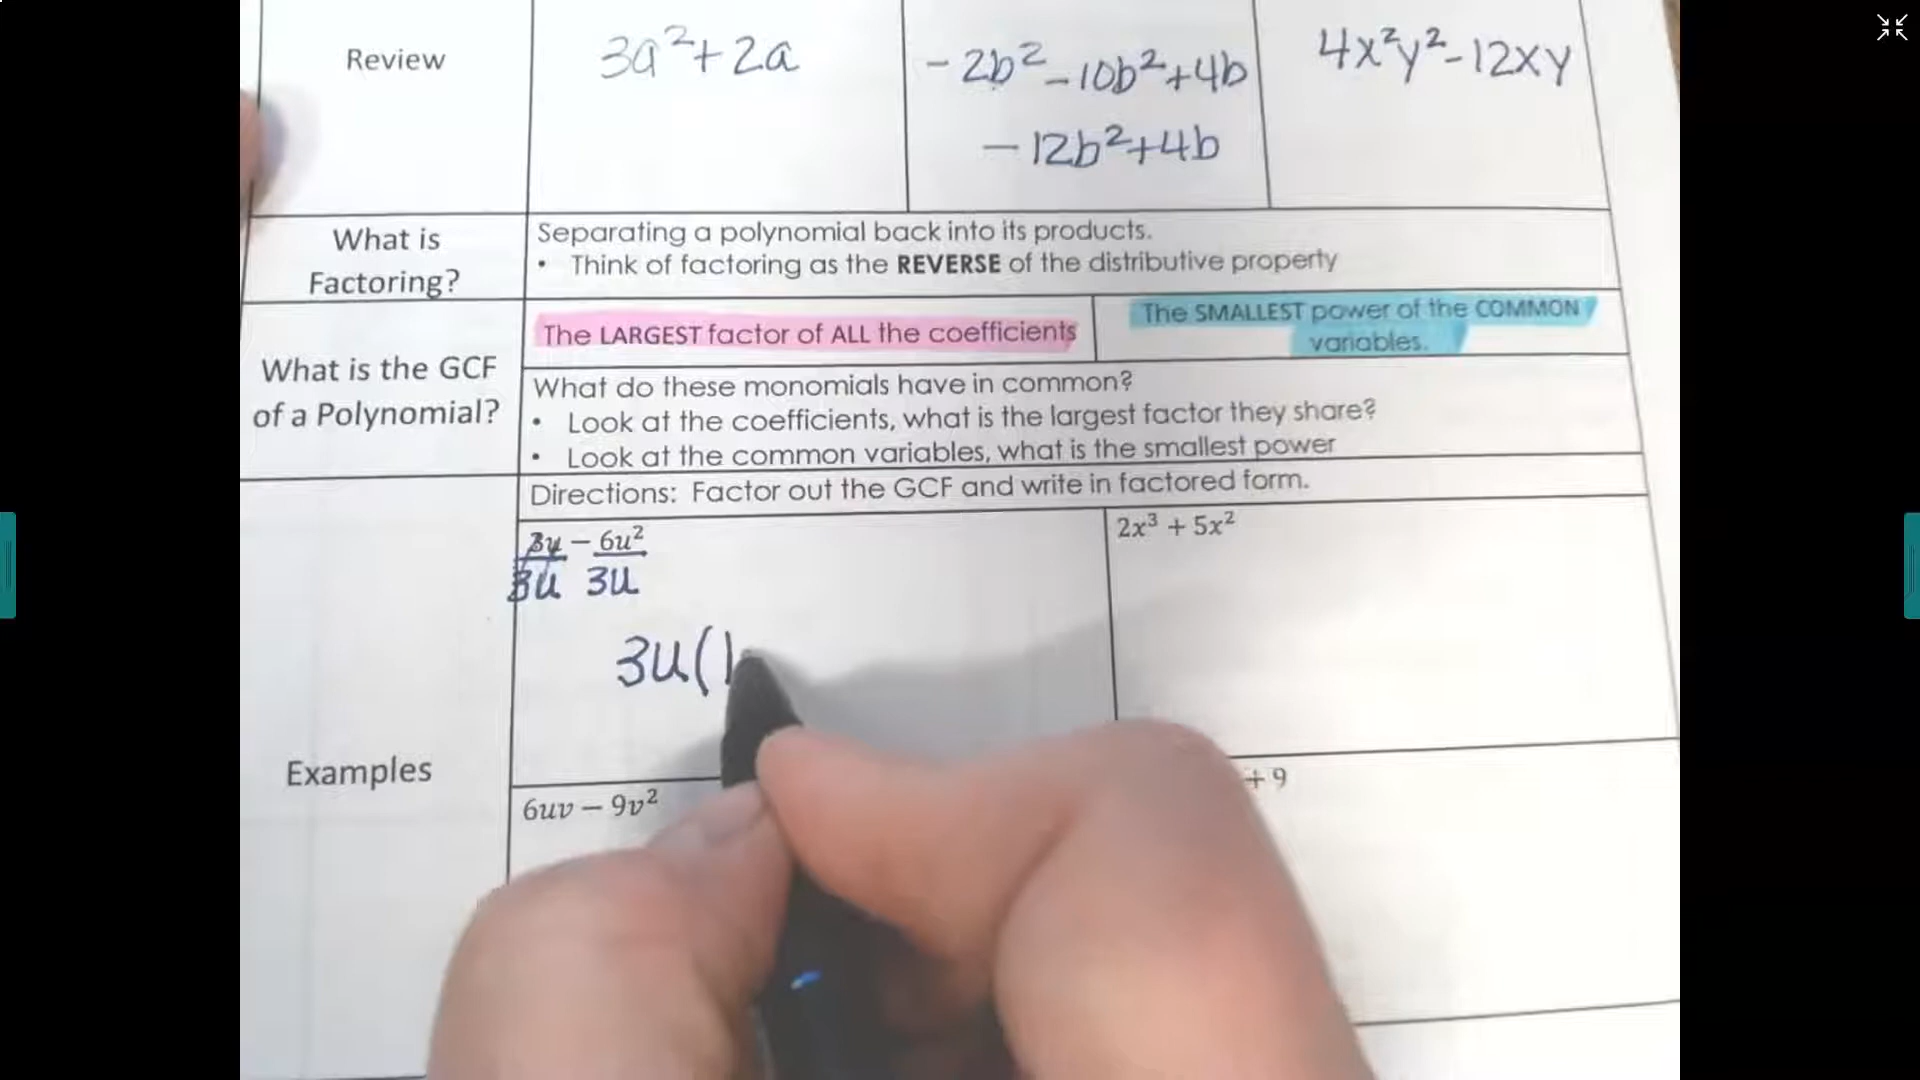 Review
3a²+2a
-2b²-10b²+4b
-12b²+4b
4x²y²-12xy
What is
Factoring?
Separating a polynomial back into its products.
• Think of factoring as the REVERSE of the distributive property
What is the GCF
of a Polynomial?
The LARGEST factor of ALL the coefficients
The SMALLEST power of the COMMON
variables.
What do these monomials have in common?
• Look at the coefficients, what is the largest factor they share?
• Look at the common variables, what is the smallest power
Examples
Directions: Factor out the GCF and write in factored form.
3u − 6u²
3u 3u
3u(1
2x³ + 5x²
6uv − 9v²
+ 9